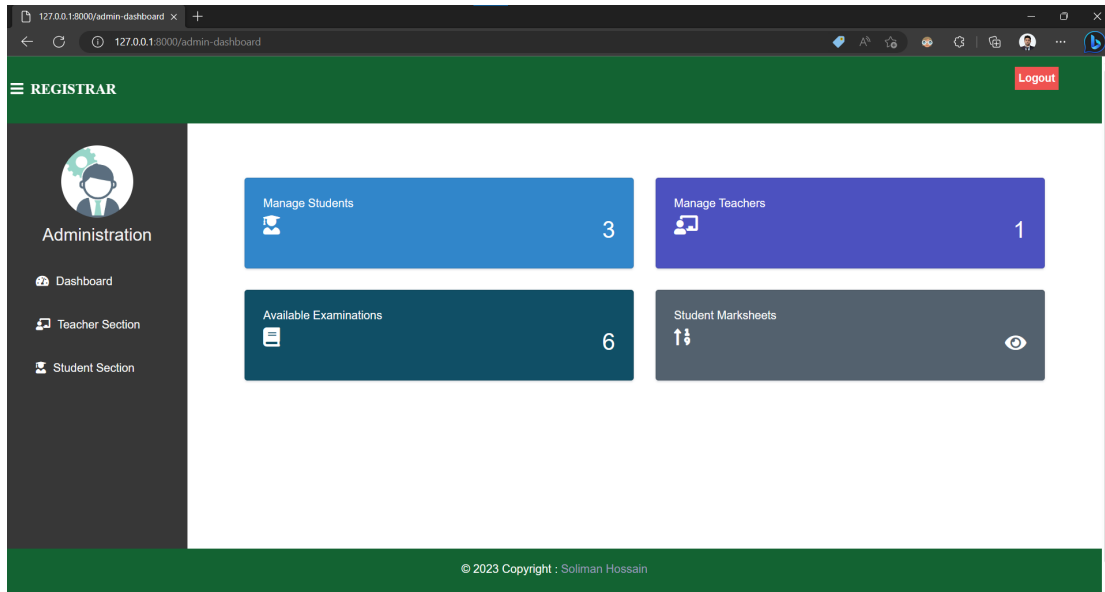 127.0.0.1:8000/admin-dashboard
127.0.0.1:8000/admin-dashboard
REGISTRAR
Logout
Administration
Dashboard
Teacher Section
Student Section
Manage Students
3
Manage Teachers
1
Available Examinations
6
Student Marksheets
© 2023 Copyright : Soliman Hossain